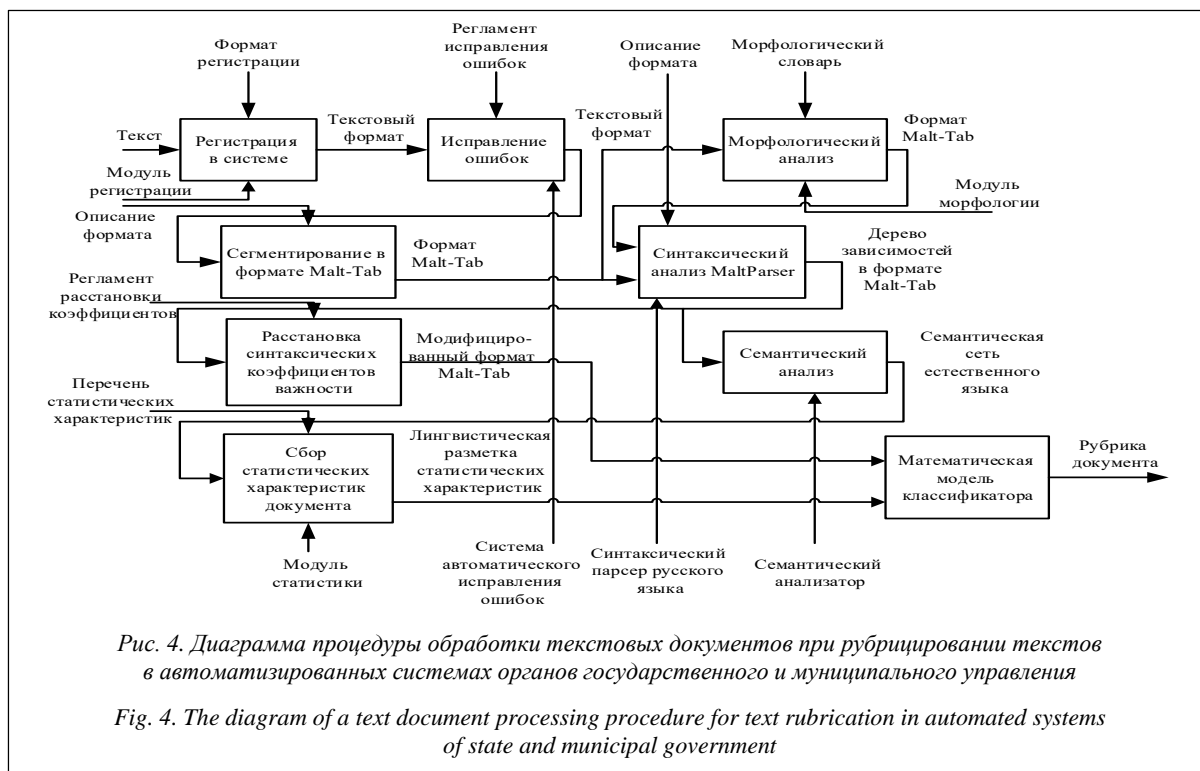 Формат
регистрации
Регламент
исправления
ошибок
Описание
формата
Морфологический
словарь
Текст
Регистрация
в системе
Текстовый
формат
Исправление
ошибок
Текстовый
формат
Морфологический
анализ
Формат
Malt-Tab
Модуль
регистрации
Модуль
морфологии
Описание
формата
Сегментирование в
формате Malt-Tab
Формат
Malt-Tab
Синтаксический
анализ MaltParser
Дерево
зависимостей
в формате
Malt-Tab
Регламент
расстановки
коэффициентов
Расстановка
синтаксических
коэффициентов
важности
Модифициро-
ванный формат
Malt-Tab
Семантический
анализ
Семантическая
сеть
естественного
языка
Перечень
статистических
характеристик
Сбор
статистических
характеристик
документа
Лингвистическая
разметка
статистических
характеристик
Математическая
модель
классификатора
Рубрика
документа
Модуль
статистики
Система
автоматического
исправления
ошибок
Синтаксический
парсер русского
языка
Семантический
анализатор
Рис. 4. Диаграмма процедуры обработки текстовых документов при рубрицировании текстов
в автоматизированных системах органов государственного и муниципального управления
Fig. 4. The diagram of a text document processing procedure for text rubrication in automated systems
of state and municipal government